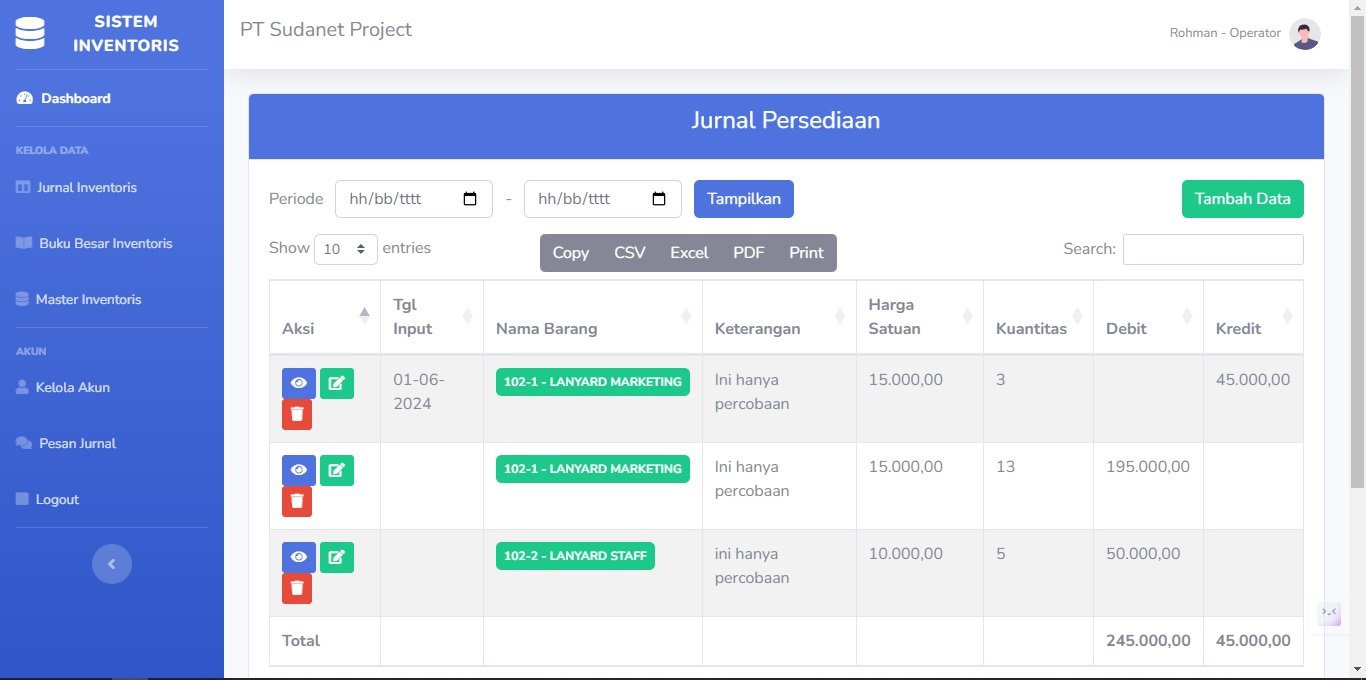 SISTEM
INVENTORIS
PT Sudanet Project
Rohman - Operator
Dashboard
KELOLA DATA
Jurnal Inventoris
Buku Besar Inventoris
Master Inventoris
AKUN
Kelola Akun
Pesan Jurnal
Logout
Jurnal Persediaan
Periode hh/bb/tttt - hh/bb/tttt Tampilkan Tambah Data
Show 10 entries Copy CSV Excel PDF Print Search:
Aksi Tgl Input Nama Barang Keterangan Harga Satuan Kuantitas Debit Kredit
01-06-2024 102-1 - LANYARD MARKETING Ini hanya percobaan 15.000,00 3 45.000,00
102-1 - LANYARD MARKETING Ini hanya percobaan 15.000,00 13 195.000,00
102-2 - LANYARD STAFF ini hanya percobaan 10.000,00 5 50.000,00
Total 245.000,00 45.000,00